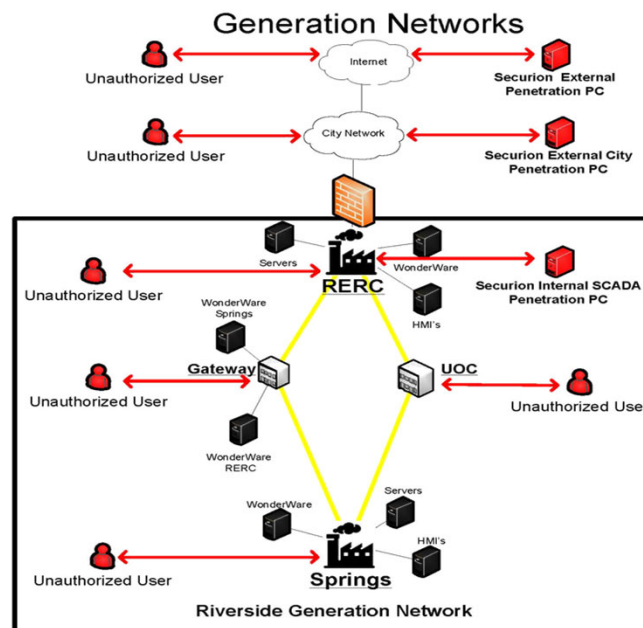 Generation Networks
Unauthorized User
Internet
Securion External
Penetration PC
Unauthorized User
City Network
Securion External City
Penetration PC
Servers
WonderWare
RERC
Unauthorized User
Securion Internal SCADA
Penetration PC
WonderWare
Springs
HMI's
Gateway
UOC
Unauthorized User
Unauthorized Use
WonderWare
RERC
Servers
WonderWare
HMI's
Unauthorized User
Springs
Riverside Generation Network